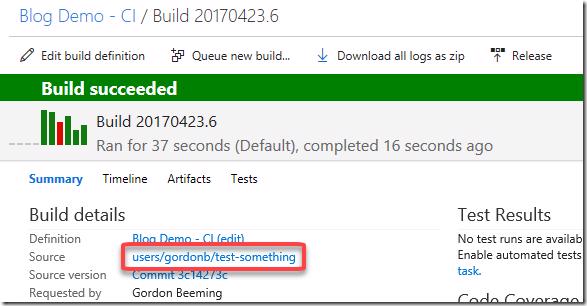 Blog Demo - CI / Build 20170423.6
Edit build definition Queue new build... Download all logs as zip Release
Build succeeded
Build 20170423.6
Ran for 37 seconds (Default), completed 16 seconds ago
Summary Timeline Artifacts Tests
Build details
Definition Blog Demo - CI (edit)
Source users/gordonb/test-something
Source version Commit 3c14273c
Requested by Gordon Beeming
Test Results
No test runs are availa
Enable automated tests
task.
Code Coverage